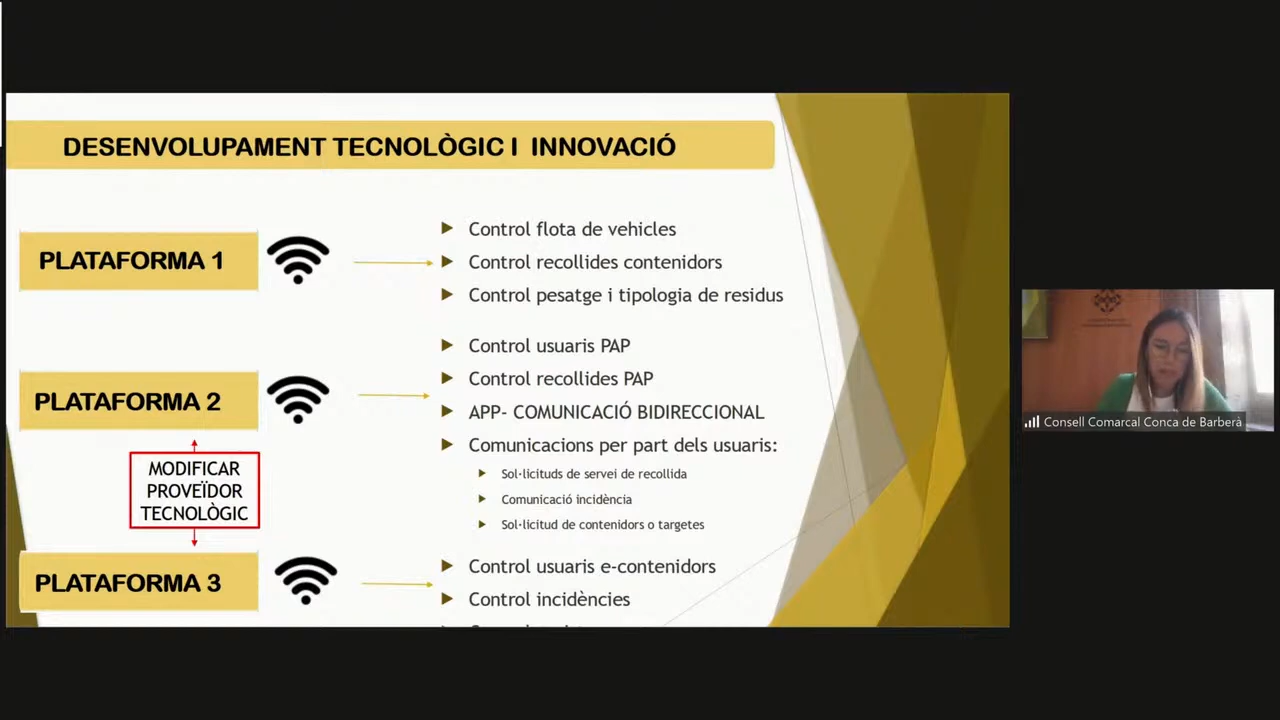 DESENVOLUPAMENT TECNOLÒGIC I INNOVACIÓ
PLATAFORMA 1
Control flota de vehicles
Control recollides contenidors
Control pesatge i tipologia de residus
PLATAFORMA 2
Control usuaris PAP
Control recollides PAP
APP- COMUNICACIÓ BIDIRECCIONAL
Comunicacions per part dels usuaris:
Sol·licituds de servei de recollida
Comunicació incidència
Sol·licitud de contenidors o targetes
MODIFICAR
PROVEÏDOR
TECNOLÒGIC
PLATAFORMA 3
Control usuaris e-contenidors
Control incidències
Consell Comarcal Conca de Barberà